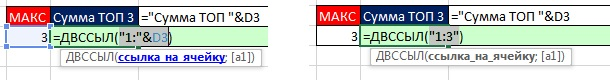 МАКС Сумма ТОП 3 ="Сумма ТОП "&D3
3 =ДВССЫЛ("1:"&D3)
ДВССЫЛ(ссылка_на_ячейку; [a1])
МАКС Сумма ТОП 3 ="Сумма ТОП "&D3
3 =ДВССЫЛ("1:3")
ДВССЫЛ(ссылка_на_ячейку; [a1])